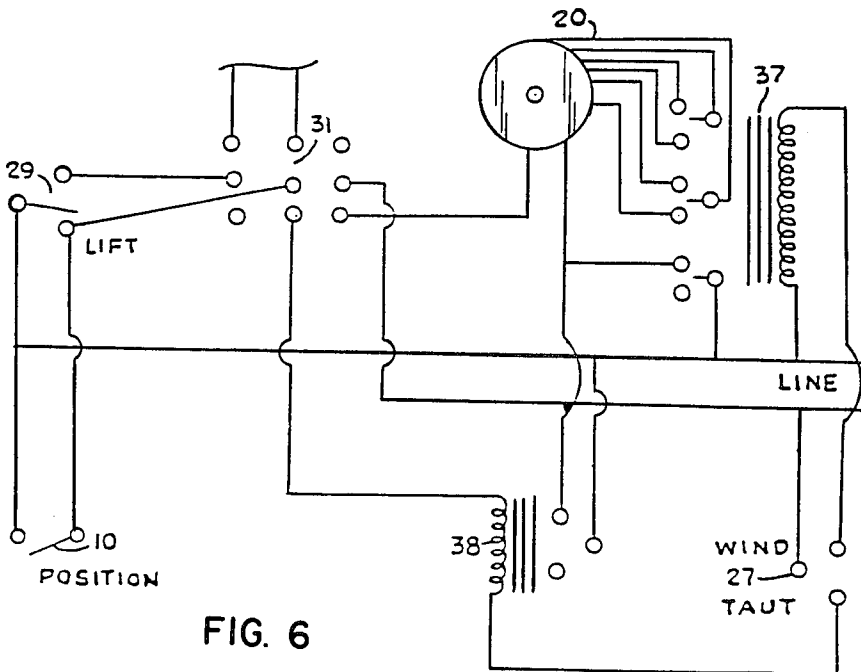 20
37
31
29
LIFT
LINE
38
10
POSITION
WIND
27
TAUT
FIG. 6